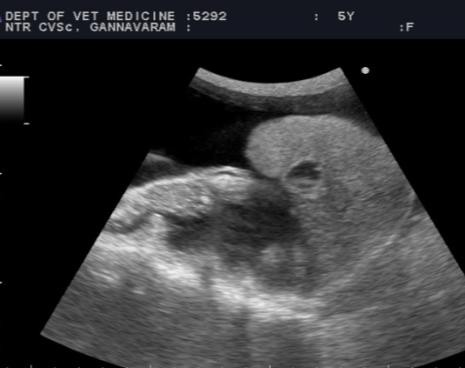 DEPT OF VET MEDICINE :5292 : 5Y
NTR CVSc. GANNAVARAM : :F